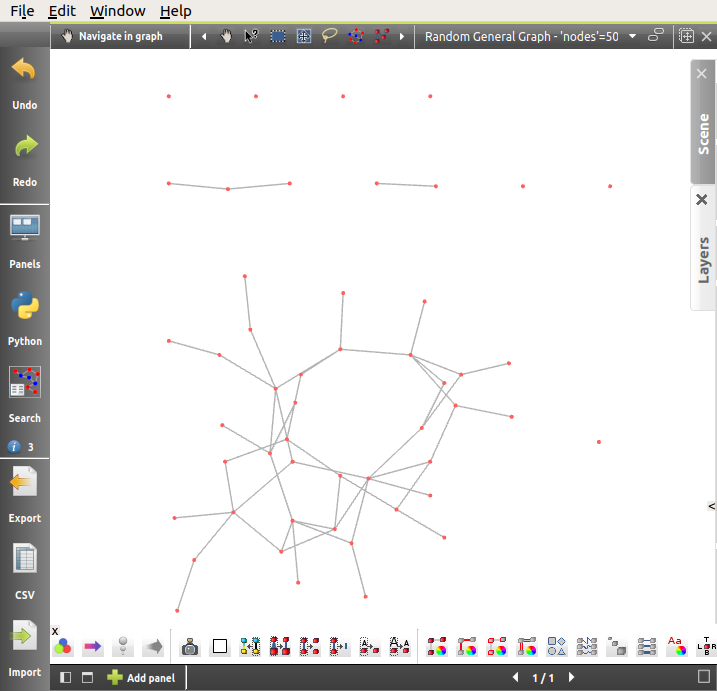 File Edit Window Help
Navigate in graph
Random General Graph - 'nodes'=50
Undo
Redo
Panels
Python
Search
3
Export
CSV
Import
Scene
Layers
<
X
Aa
Add panel
1 / 1